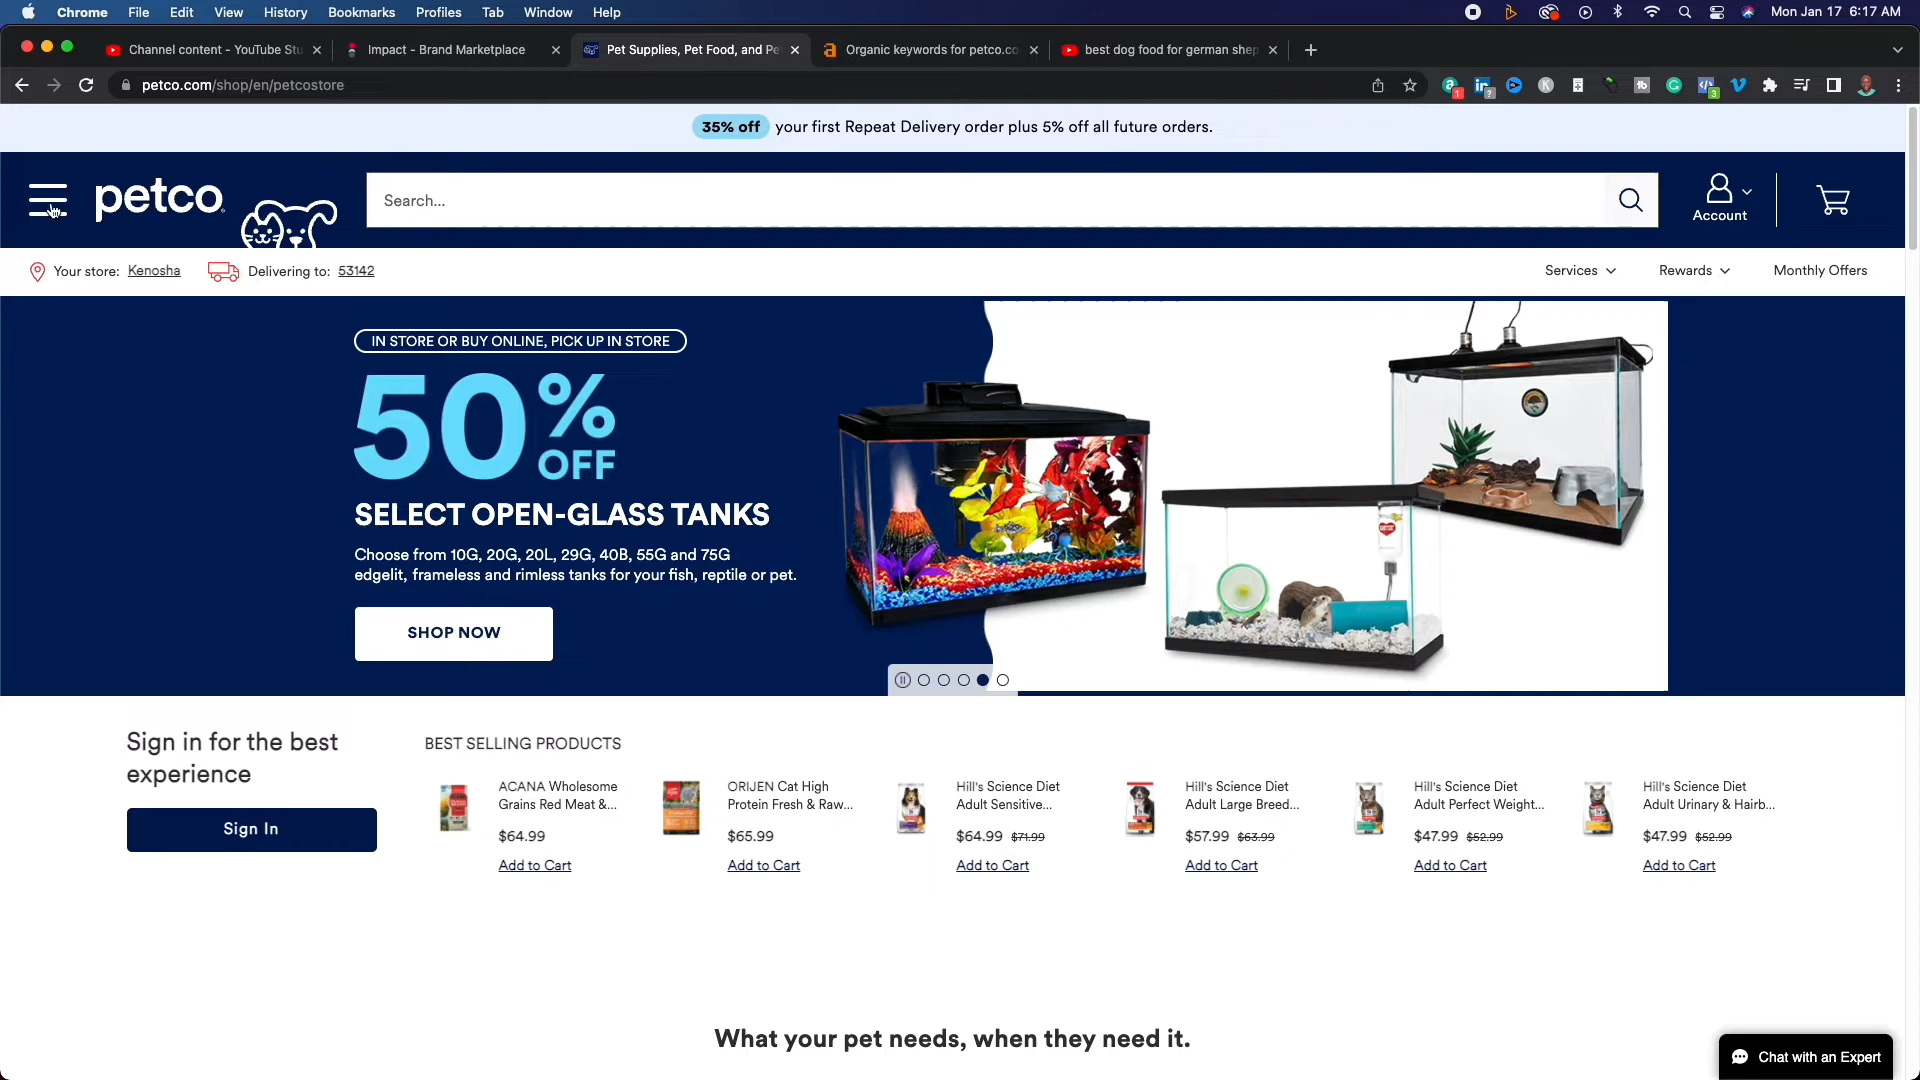 Chrome File Edit View History Bookmarks Profiles Tab Window Help Mon Jan 17 6:17 AM
Channel content - YouTube Stu Impact - Brand Marketplace Pet Supplies, Pet Food, and Pe Organic keywords for petco.co best dog food for german shep
petco.com/shop/en/petcostore
35% off your first Repeat Delivery order plus 5% off all future orders.
petco
Search...
Account
Your store: Kenosha Delivering to: 53142 Services Rewards Monthly Offers
IN STORE OR BUY ONLINE, PICK UP IN STORE
50% OFF
SELECT OPEN-GLASS TANKS
Choose from 10G, 20G, 20L, 29G, 40B, 55G and 75G
edgelit, frameless and rimless tanks for your fish, reptile or pet.
SHOP NOW
Sign in for the best
experience
Sign In
BEST SELLING PRODUCTS
ACANA Wholesome
Grains Red Meat &...
$64.99
Add to Cart
ORIJEN Cat High
Protein Fresh & Raw...
$65.99
Add to Cart
Hill's Science Diet
Adult Sensitive...
$64.99 $71.99
Add to Cart
Hill's Science Diet
Adult Large Breed...
$57.99 $63.99
Add to Cart
Hill's Science Diet
Adult Perfect Weight...
$47.99 $52.99
Add to Cart
Hill's Science Diet
Adult Urinary & Hairb...
$47.99 $52.99
Add to Cart
What your pet needs, when they need it.
Chat with an Expert